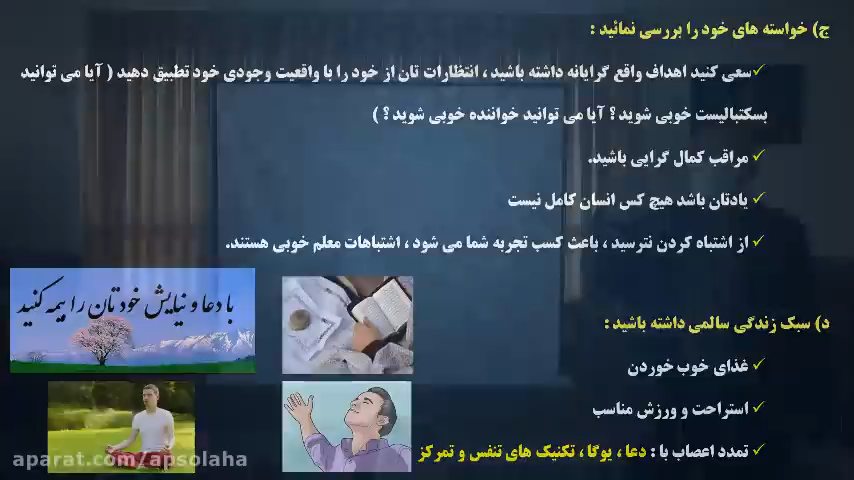 ج) خواسته های خود را بررسی نمائید :
✓سعی کنید اهداف واقع گرایانه داشته باشید ، انتظارات تان از خود را با واقعیت وجودی خود تطبیق دهید ( آیا می توانید
بسکتبالیست خوبی شوید ؟ آیا می توانید خواننده خوبی شوید ؟ )
✓ مراقب کمال گرایی باشید.
✓ یادتان باشد هیچ کس انسان کامل نیست
✓ از اشتباه کردن نترسید ، باعث کسب تجربه شما می شود ، اشتباهات معلم خوبی هستند.
با دعا و نیایش خودتان را بیمه کنید
د) سبک زندگی سالمی داشته باشید :
✓ غذای خوب خوردن
✓ استراحت و ورزش مناسب
✓ تمدد اعصاب با : دعا ، یوگا ، تکنیک های تنفس و تمرکز
aparat.com/apsolaha